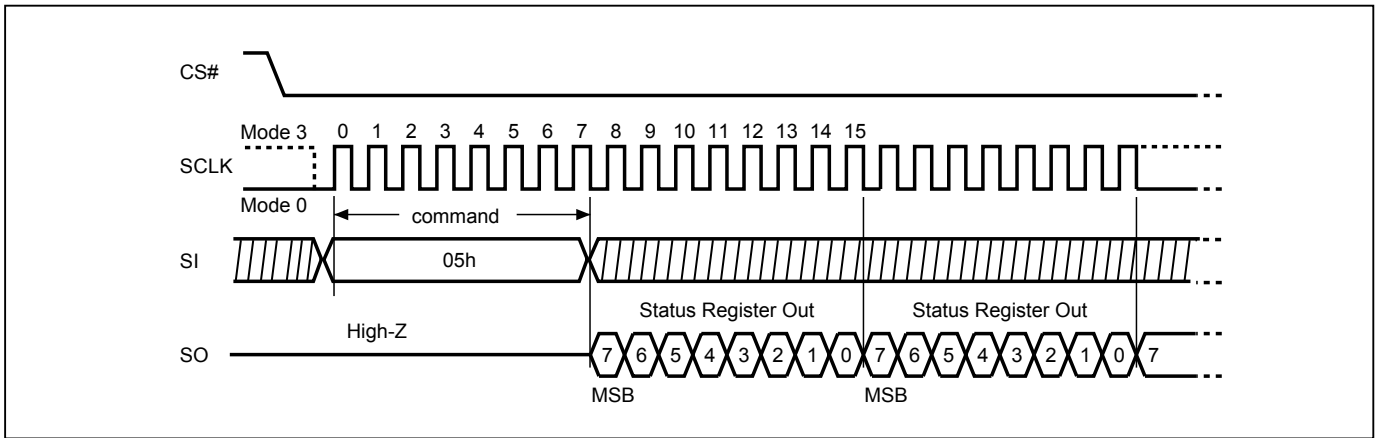 CS#
Mode 3 0 1 2 3 4 5 6 7 8 9 10 11 12 13 14 15
SCLK
Mode 0
command
SI 05h
Status Register Out Status Register Out
High-Z
SO 7 6 5 4 3 2 1 0 7 6 5 4 3 2 1 0 7
MSB MSB